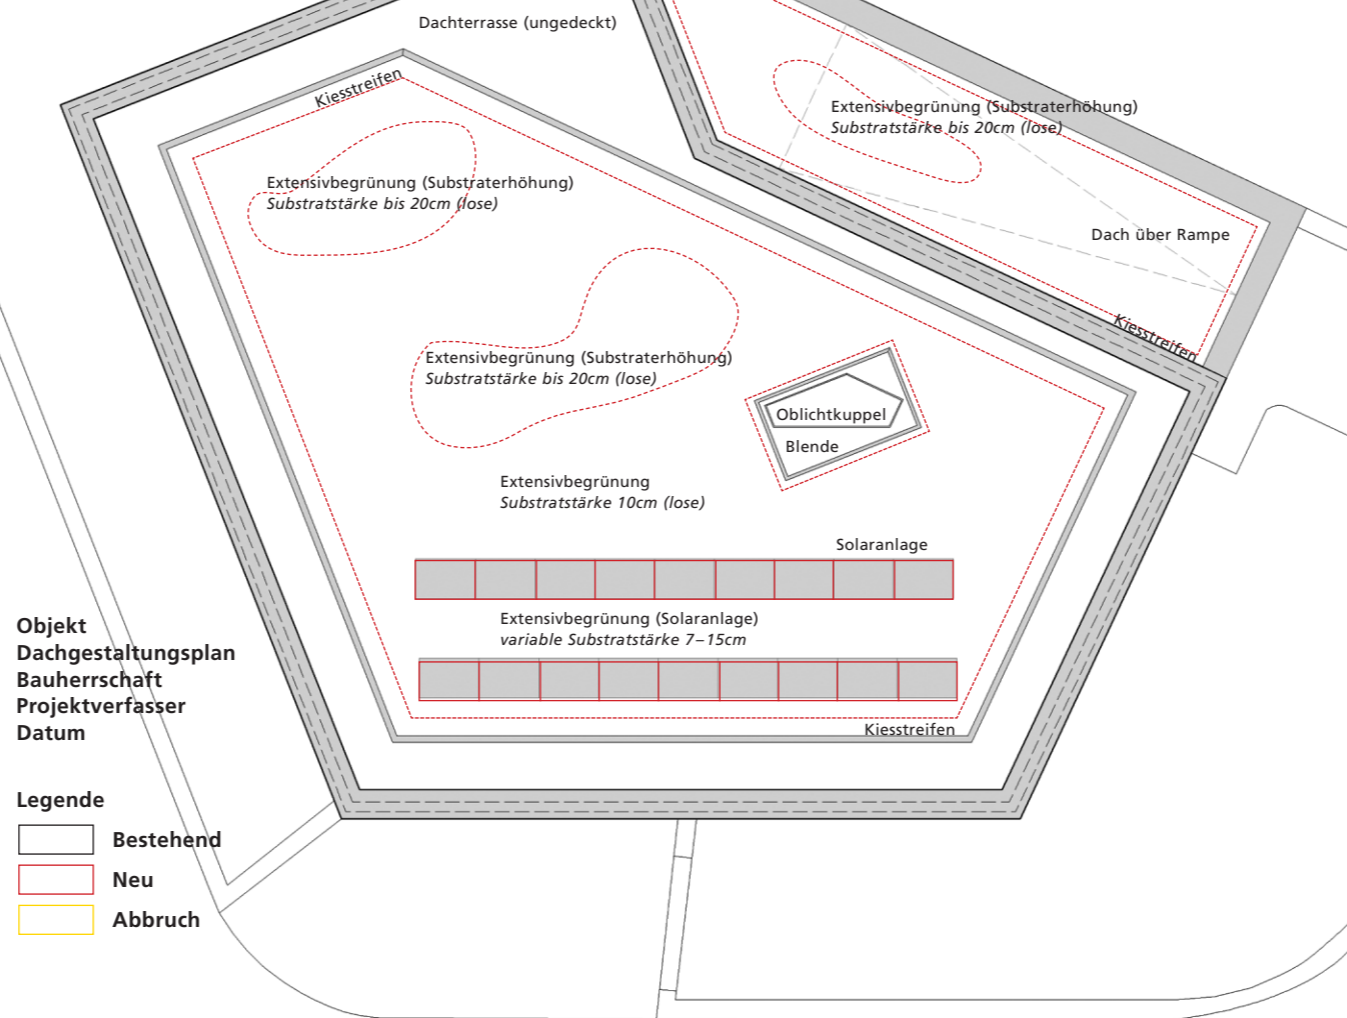 Dachterrasse (ungedeckt)
Kiesstreifen
Extensivbegrünung (Substraterhöhung)
Substratstärke bis 20cm (lose)
Extensivbegrünung (Substraterhöhung)
Substratstärke bis 20cm (lose)
Dach über Rampe
Kiesstreifen
Extensivbegrünung (Substraterhöhung)
Substratstärke bis 20cm (lose)
Oblichtkuppel
Blende
Extensivbegrünung
Substratstärke 10cm (lose)
Solaranlage
Extensivbegrünung (Solaranlage)
variable Substratstärke 7–15cm
Kiesstreifen
Objekt
Dachgestaltungsplan
Bauherrschaft
Projektverfasser
Datum
Legende
Bestehend
Neu
Abbruch